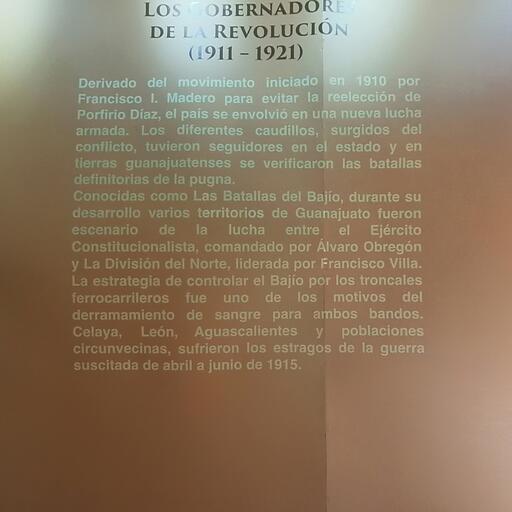 LOS GOBERNADORES
DE LA REVOLUCIÓN
(1911 – 1921)
Derivado del movimiento iniciado en 1910 por
Francisco I. Madero para evitar la reelección de
Porfirio Díaz, el país se envolvió en una nueva lucha
armada. Los diferentes caudillos, surgidos del
conflicto, tuvieron seguidores en el estado y en
tierras guanajuatenses se verificaron las batallas
definitorias de la pugna.
Conocidas como Las Batallas del Bajío, durante su
desarrollo varios territorios de Guanajuato fueron
escenario de la lucha entre el Ejército
Constitucionalista, comandado por Álvaro Obregón
y La División del Norte, liderada por Francisco Villa.
La estrategia de controlar el Bajío por los troncales
ferrocarrileros fue uno de los motivos del
derramamiento de sangre para ambos bandos.
Celaya, León, Aguascalientes y poblaciones
circunvecinas, sufrieron los estragos de la guerra
suscitada de abril a junio de 1915.